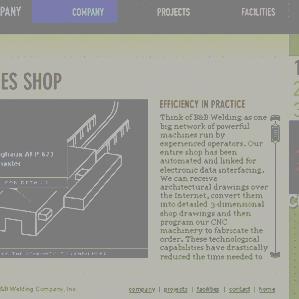 PANY COMPANY PROJECTS FACILITIES
ES SHOP
EFFICIENCY IN PRACTICE
Think of B&B Welding as one
big network of powerful
machines run by
experienced operators. Our
entire shop has been
automated and linked for
electronic data interfacing.
We can receive
architectural drawings over
the Internet, convert them
into detailed 3-dimensional
shop drawings and then
program our CNC
machinery to fabricate the
order. These technological
capabilities have drastically
reduced the time needed to
&B Welding Company, Inc.
company | projects | facilities | contact | home